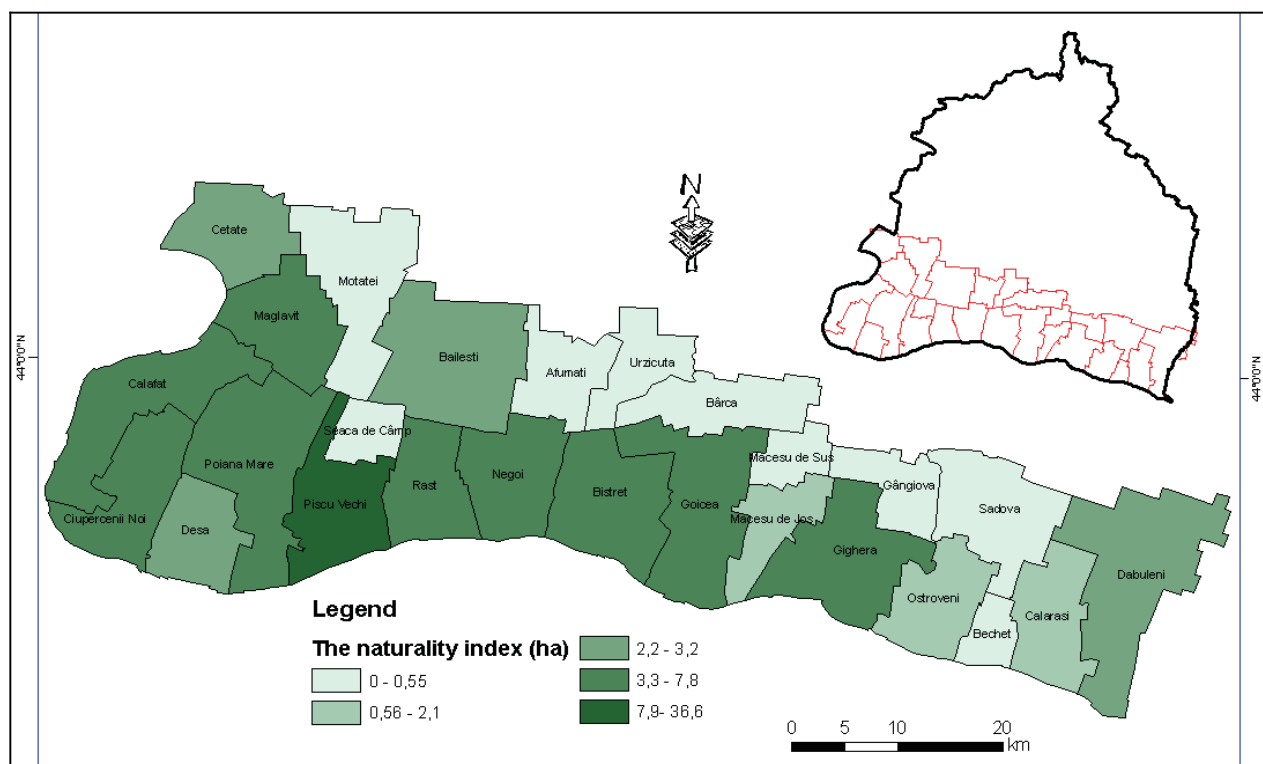 N
Cetate
Motatei
Maglavit
44°0'0"N
44°0'0"N
Bailesti
Urzicuta
Afumati
Calafat
Bârca
Seaca de Câmp
Macesu de Sus
Poiana Mare
Negoi
Rast
Gângiova
Bistret
Piscu Vechi
Goicea
Sadova
Ciupercenii Noi
Desa
Macesu de Jos
Gighera
Dabuleni
Ostroveni
Calarasi
Bechet
Legend
The naturality index (ha)
0 - 0,55
0,56 - 2,1
2,2 - 3,2
3,3 - 7,8
7,9- 36,6
0 5 10 20
km